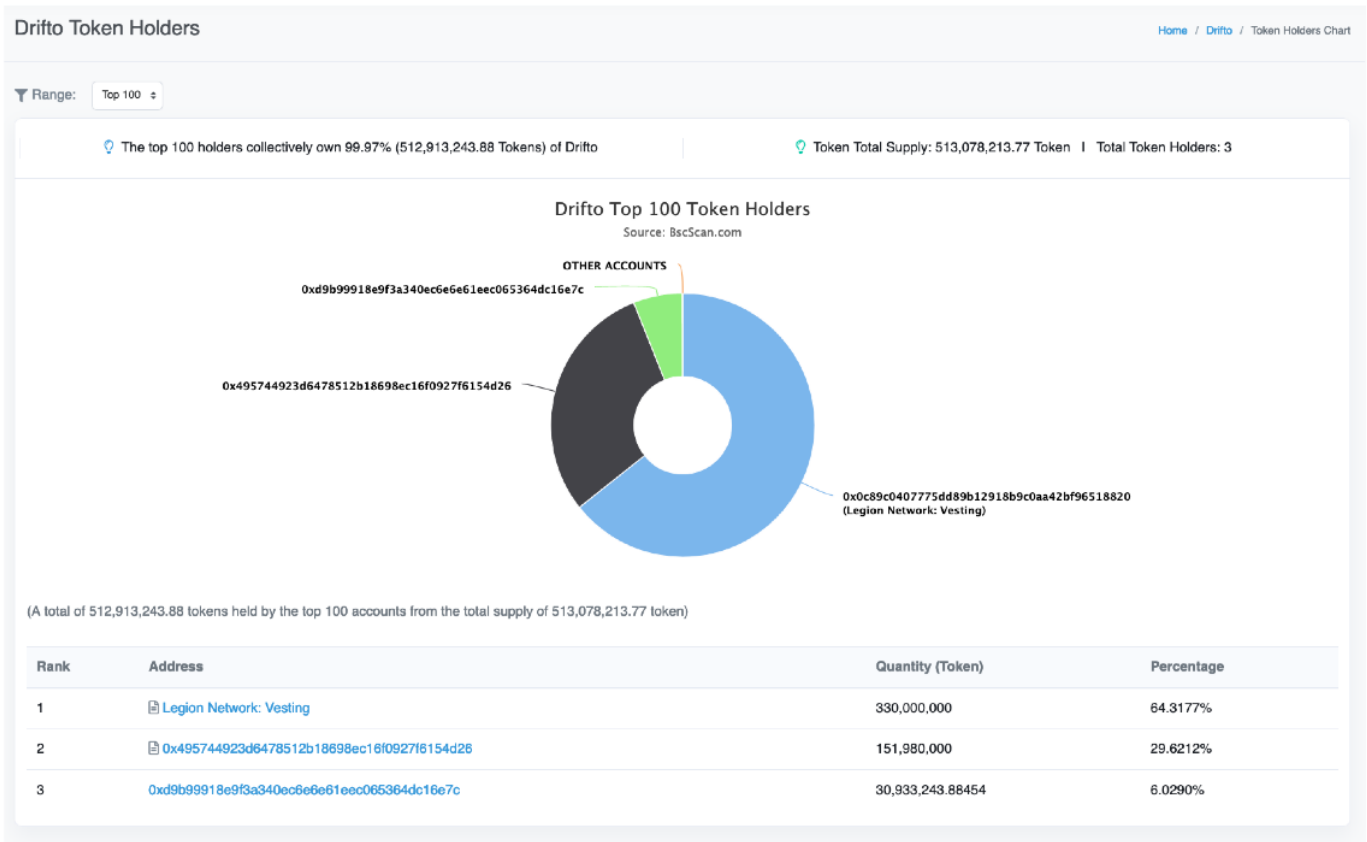 Drifto Token Holders
Home / Drifto / Token Holders Chart
Range: Top 100
The top 100 holders collectively own 99.97% (512,913,243.88 Tokens) of Drifto
Token Total Supply: 513,078,213.77 Token | Total Token Holders: 3
Drifto Top 100 Token Holders
Source: BscScan.com
OTHER ACCOUNTS
0xd9b99918e9f3a340ec6e6e61eec065364dc16e7c
0x495744923d6478512b18698ec16f0927f6154d26
0x0c89c0407775dd89b12918b9c0aa42bf96518820
(Legion Network: Vesting)
(A total of 512,913,243.88 tokens held by the top 100 accounts from the total supply of 513,078,213.77 token)
Rank Address Quantity (Token) Percentage
1 Legion Network: Vesting 330,000,000 64.3177%
2 0x495744923d6478512b18698ec16f0927f6154d26 151,980,000 29.6212%
3 0xd9b99918e9f3a340ec6e6e61eec065364dc16e7c 30,933,243.88454 6.0290%